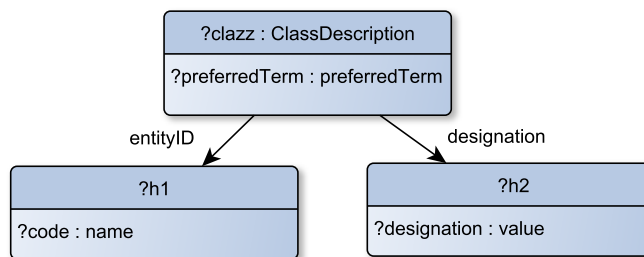 ?clazz : ClassDescription
?preferredTerm : preferredTerm
entityID
designation
?h1
?code : name
?h2
?designation : value